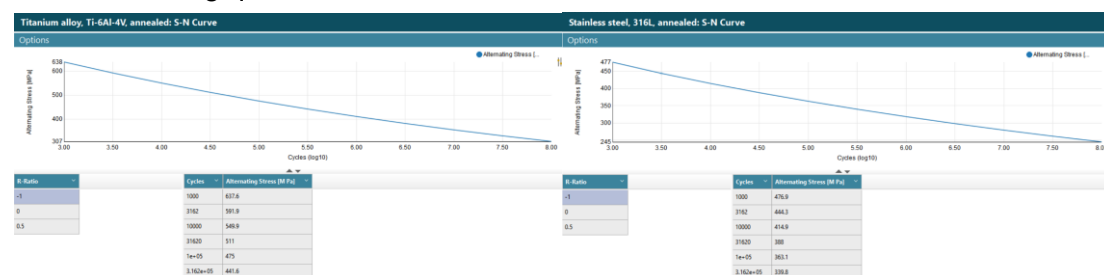 Titanium alloy, Ti-6Al-4V, annealed: S-N Curve
Options
Alternating Stress [...
638
600
500
400
307
Alternating Stress [MPa]
3.00 3.50 4.00 4.50 5.00 5.50 6.00 6.50 7.00 7.50 8.00
Cycles (log10)
R-Ratio
-1
0
0.5
Cycles Alternating Stress [M Pa]
1000 637.6
3162 591.9
10000 549.9
31620 511
1e+05 475
3.162e+05 441.6
Stainless steel, 316L, annealed: S-N Curve
Options
Alternating Stress [...
477
450
400
350
300
245
Alternating Stress [MPa]
3.00 3.50 4.00 4.50 5.00 5.50 6.00 6.50 7.00 7.50 8.0
Cycles (log10)
R-Ratio
-1
0
0.5
Cycles Alternating Stress [M Pa]
1000 476.9
3162 444.3
10000 414.9
31620 388
1e+05 363.1
3.162e+05 339.8